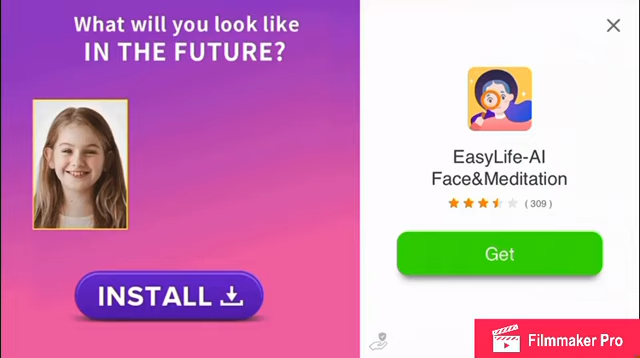 What will you look like
IN THE FUTURE?
INSTALL
EasyLife-AI
Face&Meditation
( 309 )
Get
Filmmaker Pro